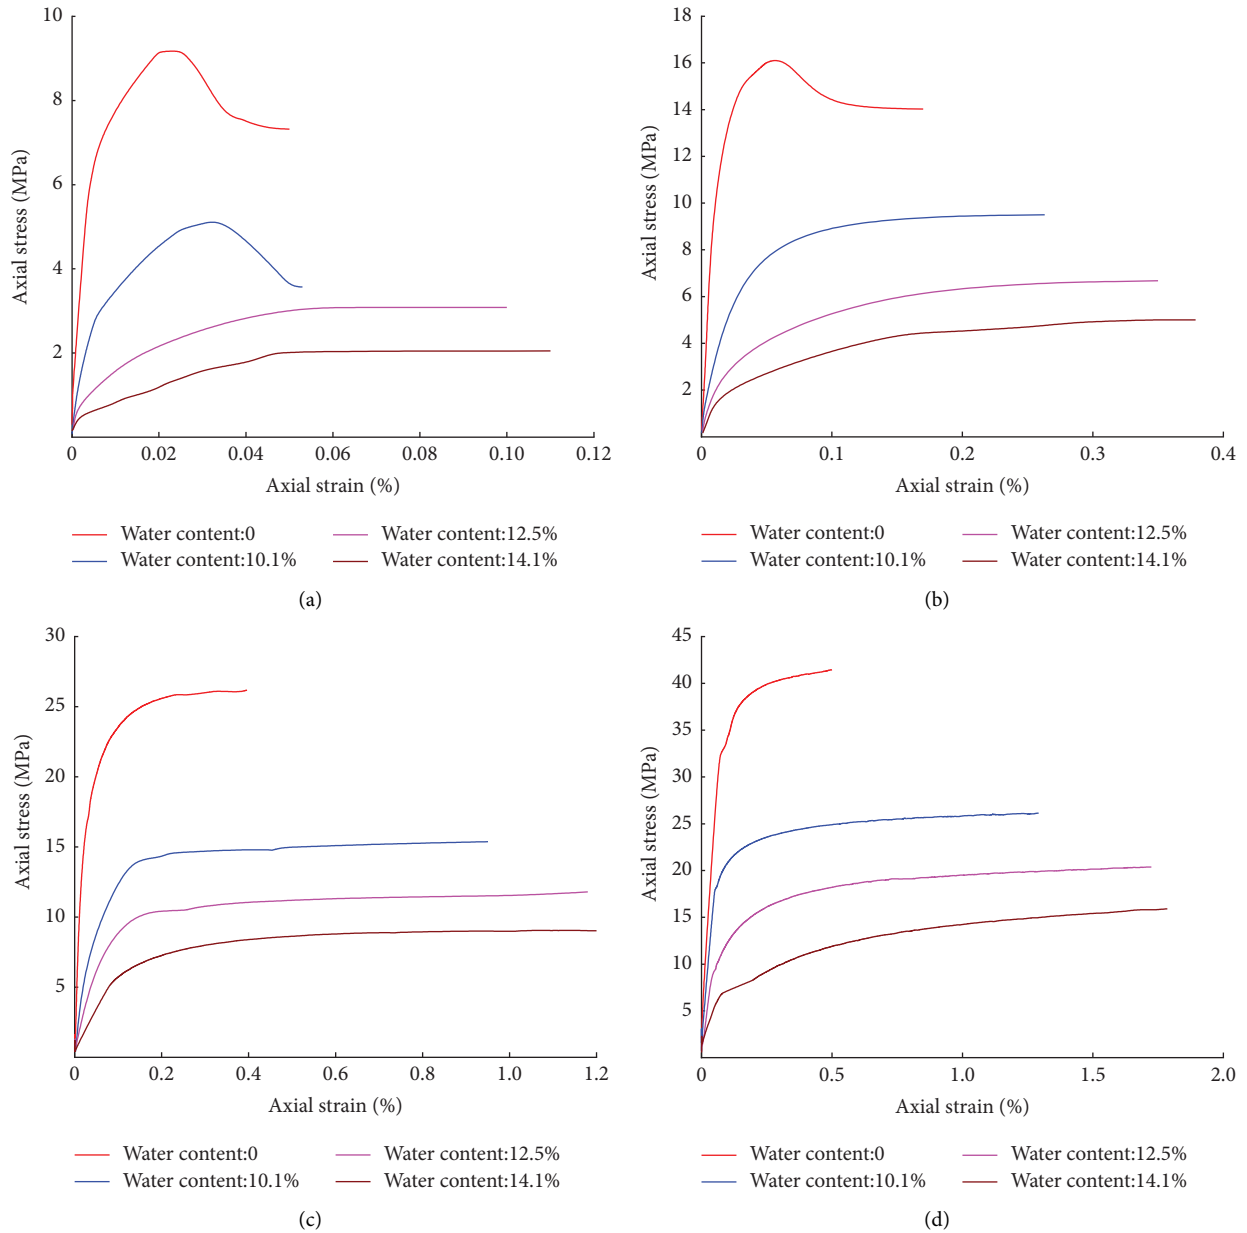 10
8
6
4
2
Axial stress (MPa)
0
0.02
0.04
0.06
0.08
0.10
0.12
Axial strain (%)
Water content:0
Water content:12.5%
Water content:10.1%
Water content:14.1%
(a)
18
16
14
12
10
8
6
4
2
Axial stress (MPa)
0
0.1
0.2
0.3
0.4
Axial strain (%)
Water content:0
Water content:12.5%
Water content:10.1%
Water content:14.1%
(b)
30
25
20
15
10
5
Axial stress (MPa)
0
0.2
0.4
0.6
0.8
1.0
1.2
Axial strain (%)
Water content:0
Water content:12.5%
Water content:10.1%
Water content:14.1%
(c)
45
40
35
30
25
20
15
10
5
Axial stress (MPa)
0
0.5
1.0
1.5
2.0
Axial strain (%)
Water content:0
Water content:12.5%
Water content:10.1%
Water content:14.1%
(d)